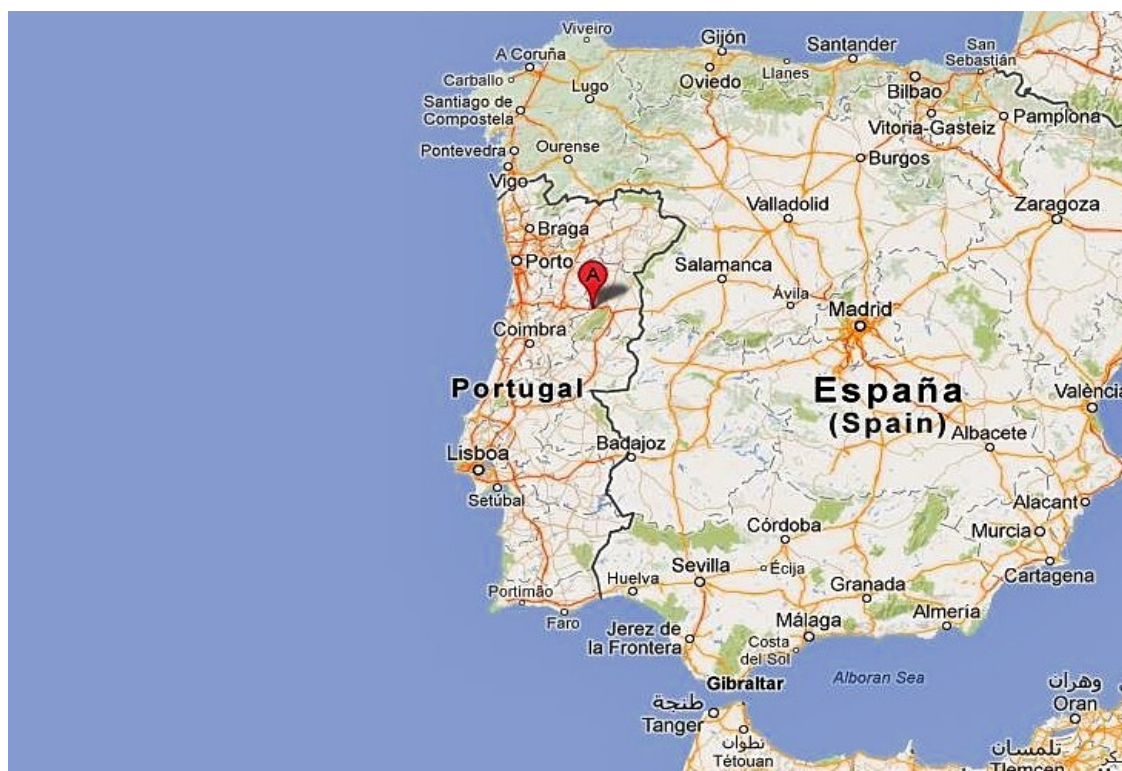 Viveiro
Gijón
Santander
San
Sebastián
A Coruña
Carballo
Lugo
Oviedo
Llanes
Bilbao
Santiago de
Compostela
Vitoria-Gasteiz
Pamplona
Pontevedra
Ourense
Burgos
Vigo
Braga
Valladolid
Zaragoza
Porto
A
Salamanca
Ávila
Madrid
Coimbra
Portugal
España
(Spain)
València
Albacete
Badajoz
Lisboa
Setúbal
Alacant
Córdoba
Murcia
Sevilla
Écija
Cartagena
Portimão
Huelva
Granada
Faro
Almería
Málaga
Jerez de
la Frontera
Costa
del Sol
Gibraltar
Alboran Sea
وهران
Oran
طنجة
Tanger
تطوان
Tétouan
تلمسان
Tlemcen